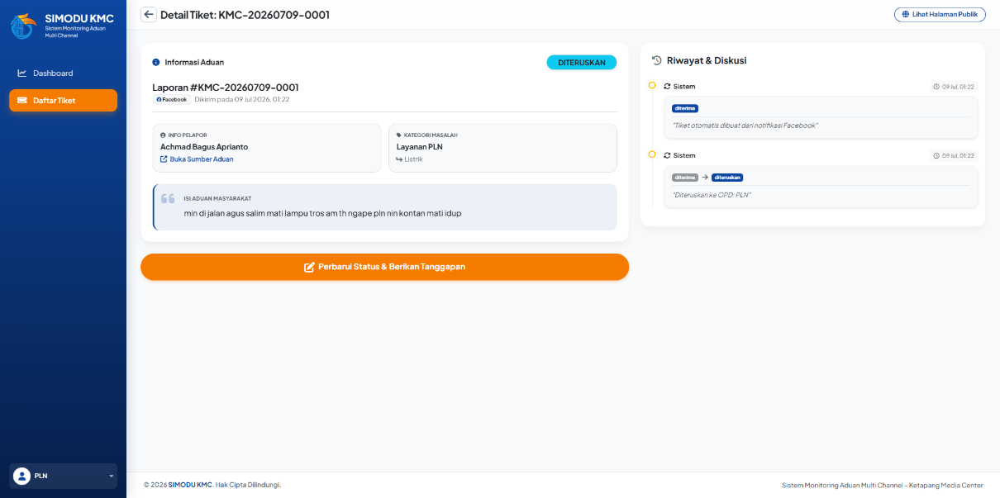 SIMODU KMC
Sistem Monitoring Aduan
Multi Channel
Dashboard
Daftar Tiket
PLN
Detail Tiket: KMC-20260709-0001
Lihat Halaman Publik
Informasi Aduan
DITERUSKAN
Laporan #KMC-20260709-0001
Facebook Dikirim pada 09 Jul 2026, 01:22
INFO PELAPOR
Achmad Bagus Aprianto
Buka Sumber Aduan
KATEGORI MASALAH
Layanan PLN
Listrik
ISI ADUAN MASYARAKAT
min di jalan agus salim mati lampu tros am th ngape pln nin kontan mati idup
Perbarui Status & Berikan Tanggapan
Riwayat & Diskusi
Sistem 09 Jul, 01:22
diterima
"Tiket otomatis dibuat dari notifikasi Facebook"
Sistem 09 Jul, 01:22
diterima → diteruskan
"Diteruskan ke OPD: PLN"
© 2026 SIMODU KMC. Hak Cipta Dilindungi.
Sistem Monitoring Aduan Multi Channel - Ketapang Media Center